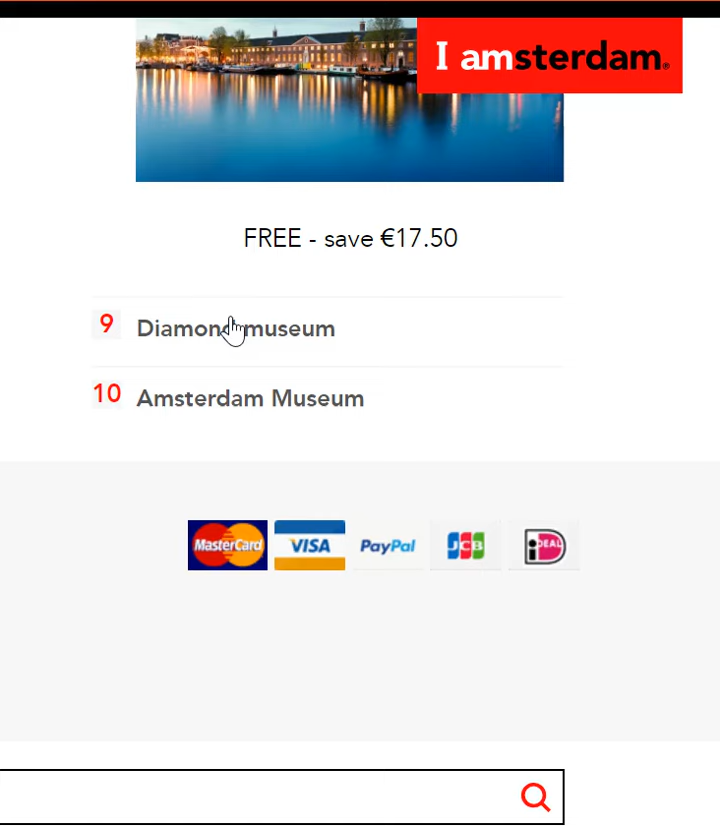 I amsterdam®
FREE - save €17.50
9 Diamond museum
10 Amsterdam Museum
MasterCard VISA PayPal JCB iDEAL